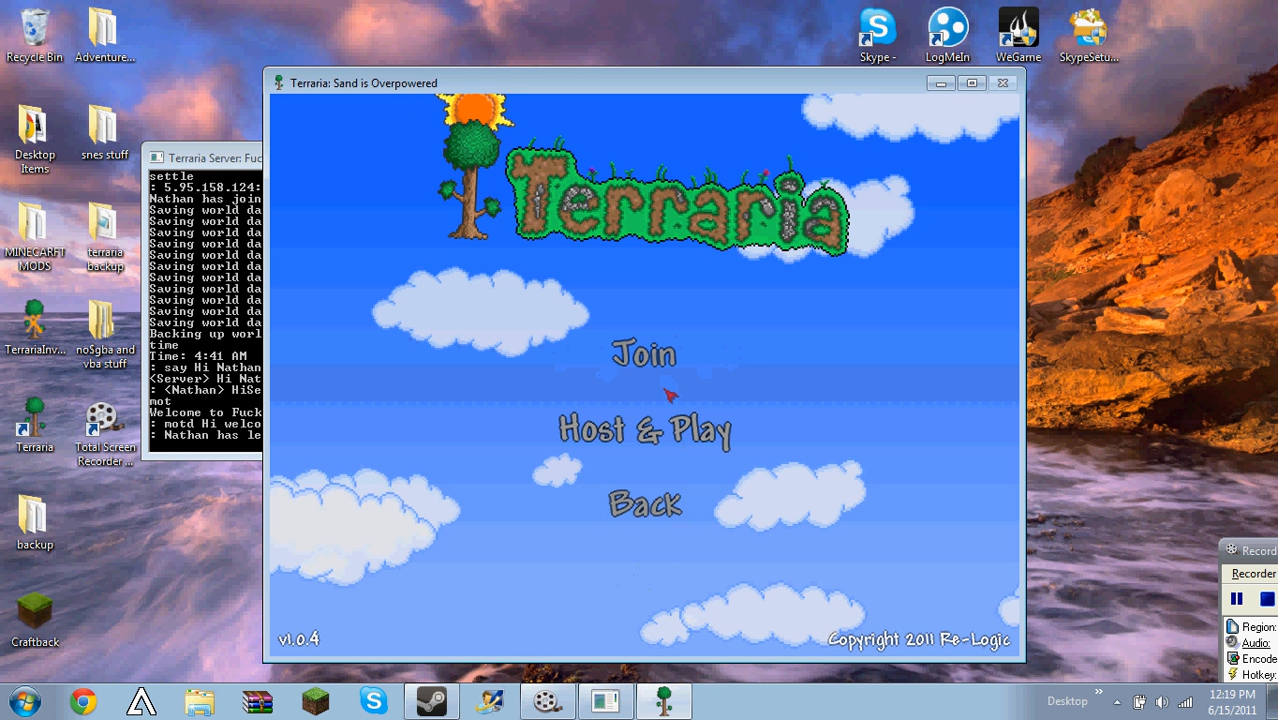 Recycle Bin
Adventure...
Skype -
LogMeIn
WeGame
SkypeSetu...
Desktop
Items
snes stuff
MINECARFT
MODS
terraria
backup
TerrariaInv...
no$gba and
vba stuff
Terraria
Total Screen
Recorder ...
backup
Craftback
Terraria Server: Fuc
settle
: 5.95.158.124:
Nathan has join
Saving world da
Saving world da
Saving world da
Saving world da
Saving world da
Saving world da
Saving world da
Saving world da
Saving world da
Saving world da
Saving world da
Backing up worl
time
Time: 4:41 AM
: say Hi Nathan
<Server> Hi Nat
: <Nathan> HiSe
mot
Welcome to Fuck
: motd Hi welco
: Nathan has le
Terraria: Sand is Overpowered
Terraria
Join
Host & Play
Back
v1.0.4
Copyright 2011 Re-Logic
Record
Recorder
Region:
Audio:
Encode
Hotkey:
Desktop
12:19 PM
6/15/2011